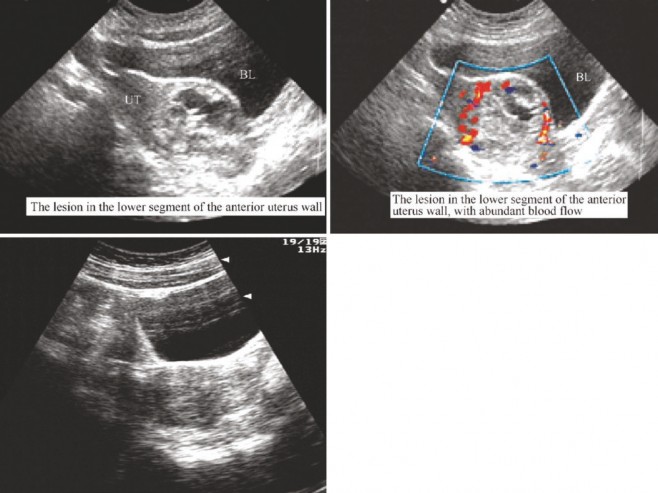 BL
UT
The lesion in the lower segment of the anterior uterus wall
BL
The lesion in the lower segment of the anterior
uterus wall, with abundant blood flow
13Hz